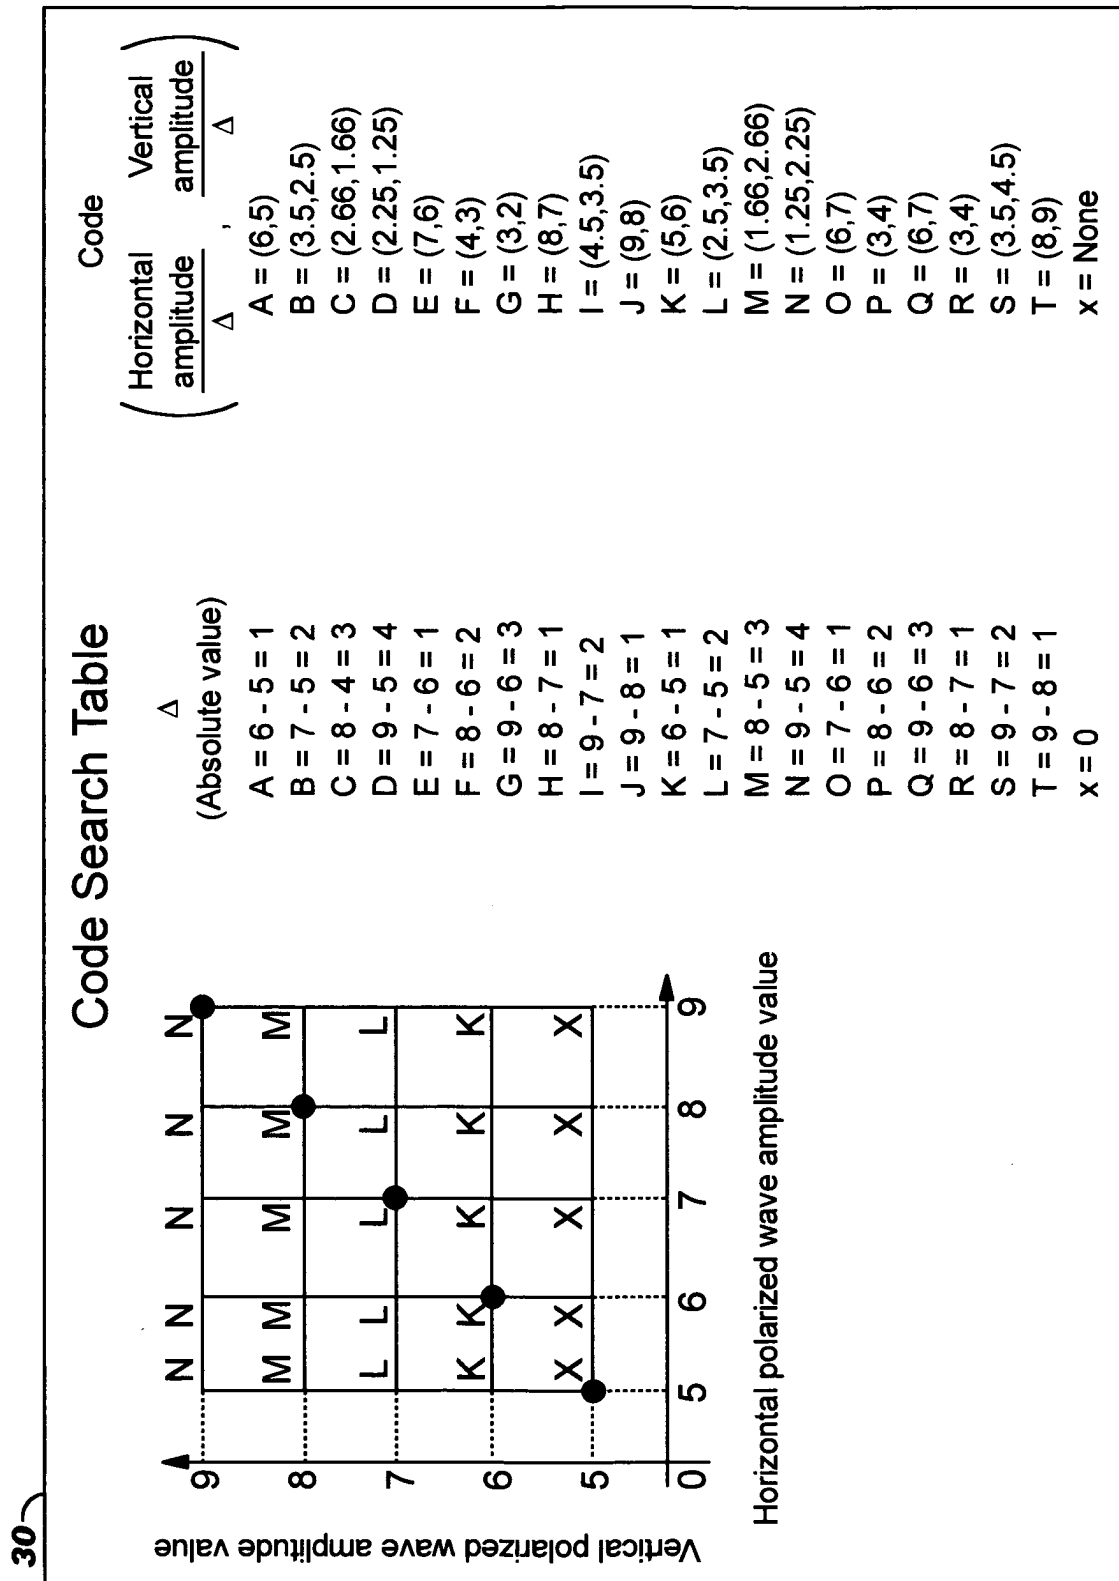 30
Code Search Table
Vertical polarized wave amplitude value
9 N N N N N
8 M M M M M
7 L L L L L
6 K K K K K
5 X X X X X
0 5 6 7 8 9
Horizontal polarized wave amplitude value
Δ
(Absolute value)
A = 6 - 5 = 1
B = 7 - 5 = 2
C = 8 - 4 = 3
D = 9 - 5 = 4
E = 7 - 6 = 1
F = 8 - 6 = 2
G = 9 - 6 = 3
H = 8 - 7 = 1
I = 9 - 7 = 2
J = 9 - 8 = 1
K = 6 - 5 = 1
L = 7 - 5 = 2
M = 8 - 5 = 3
N = 9 - 5 = 4
O = 7 - 6 = 1
P = 8 - 6 = 2
Q = 9 - 6 = 3
R = 8 - 7 = 1
S = 9 - 7 = 2
T = 9 - 8 = 1
x = 0
Code
(Horizontal amplitude / Δ , Vertical amplitude / Δ)
A = (6,5)
B = (3.5,2.5)
C = (2.66,1.66)
D = (2.25,1.25)
E = (7,6)
F = (4,3)
G = (3,2)
H = (8,7)
I = (4.5,3.5)
J = (9,8)
K = (5,6)
L = (2.5,3.5)
M = (1.66,2.66)
N = (1.25,2.25)
O = (6,7)
P = (3,4)
Q = (6,7)
R = (3,4)
S = (3.5,4.5)
T = (8,9)
x = None